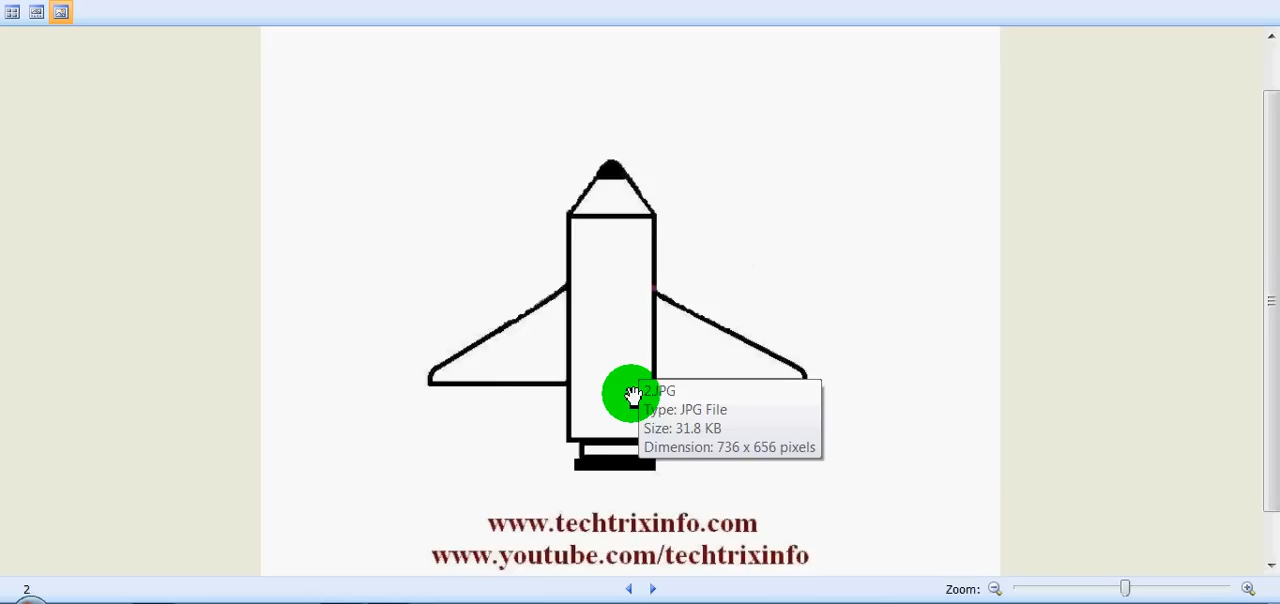 2.JPG
Type: JPG File
Size: 31.8 KB
Dimension: 736 x 656 pixels
www.techtrixinfo.com
www.youtube.com/techtrixinfo
2
Zoom: